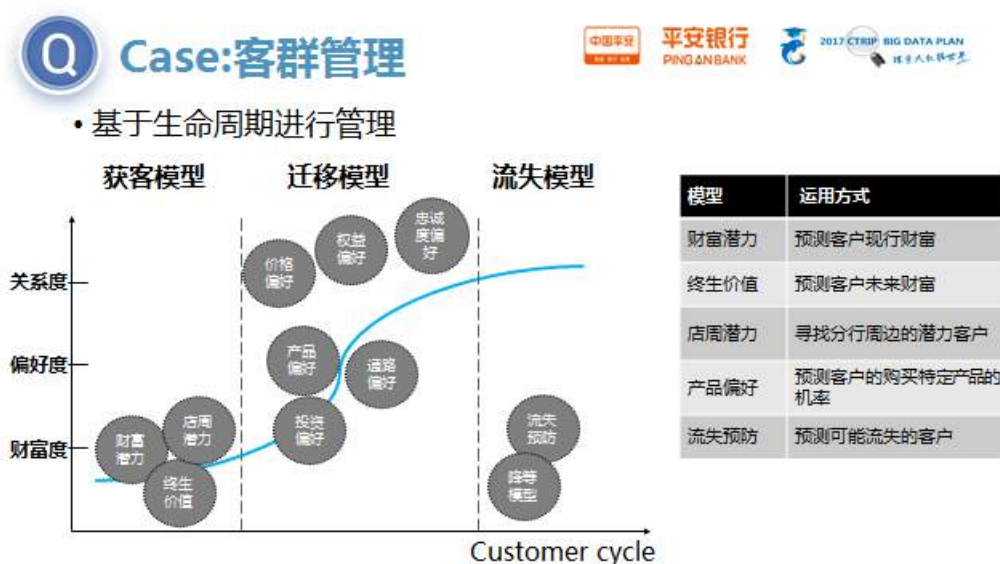 Q
Case:客群管理
中国平安
平安银行
PING AN BANK
2017 CTRIP BIG DATA PLAN
• 基于生命周期进行管理
获客模型
迁移模型
流失模型
关系度
偏好度
财富度
价格
偏好
权益
偏好
忠诚
度偏
好
产品
偏好
通路
偏好
投资
偏好
财富
潜力
店周
潜力
终生
价值
流失
预防
降等
模型
Customer cycle
模型 运用方式
财富潜力 预测客户现行财富
终生价值 预测客户未来财富
店周潜力 寻找分行周边的潜力客户
产品偏好 预测客户的购买特定产品的
机率
流失预防 预测可能流失的客户